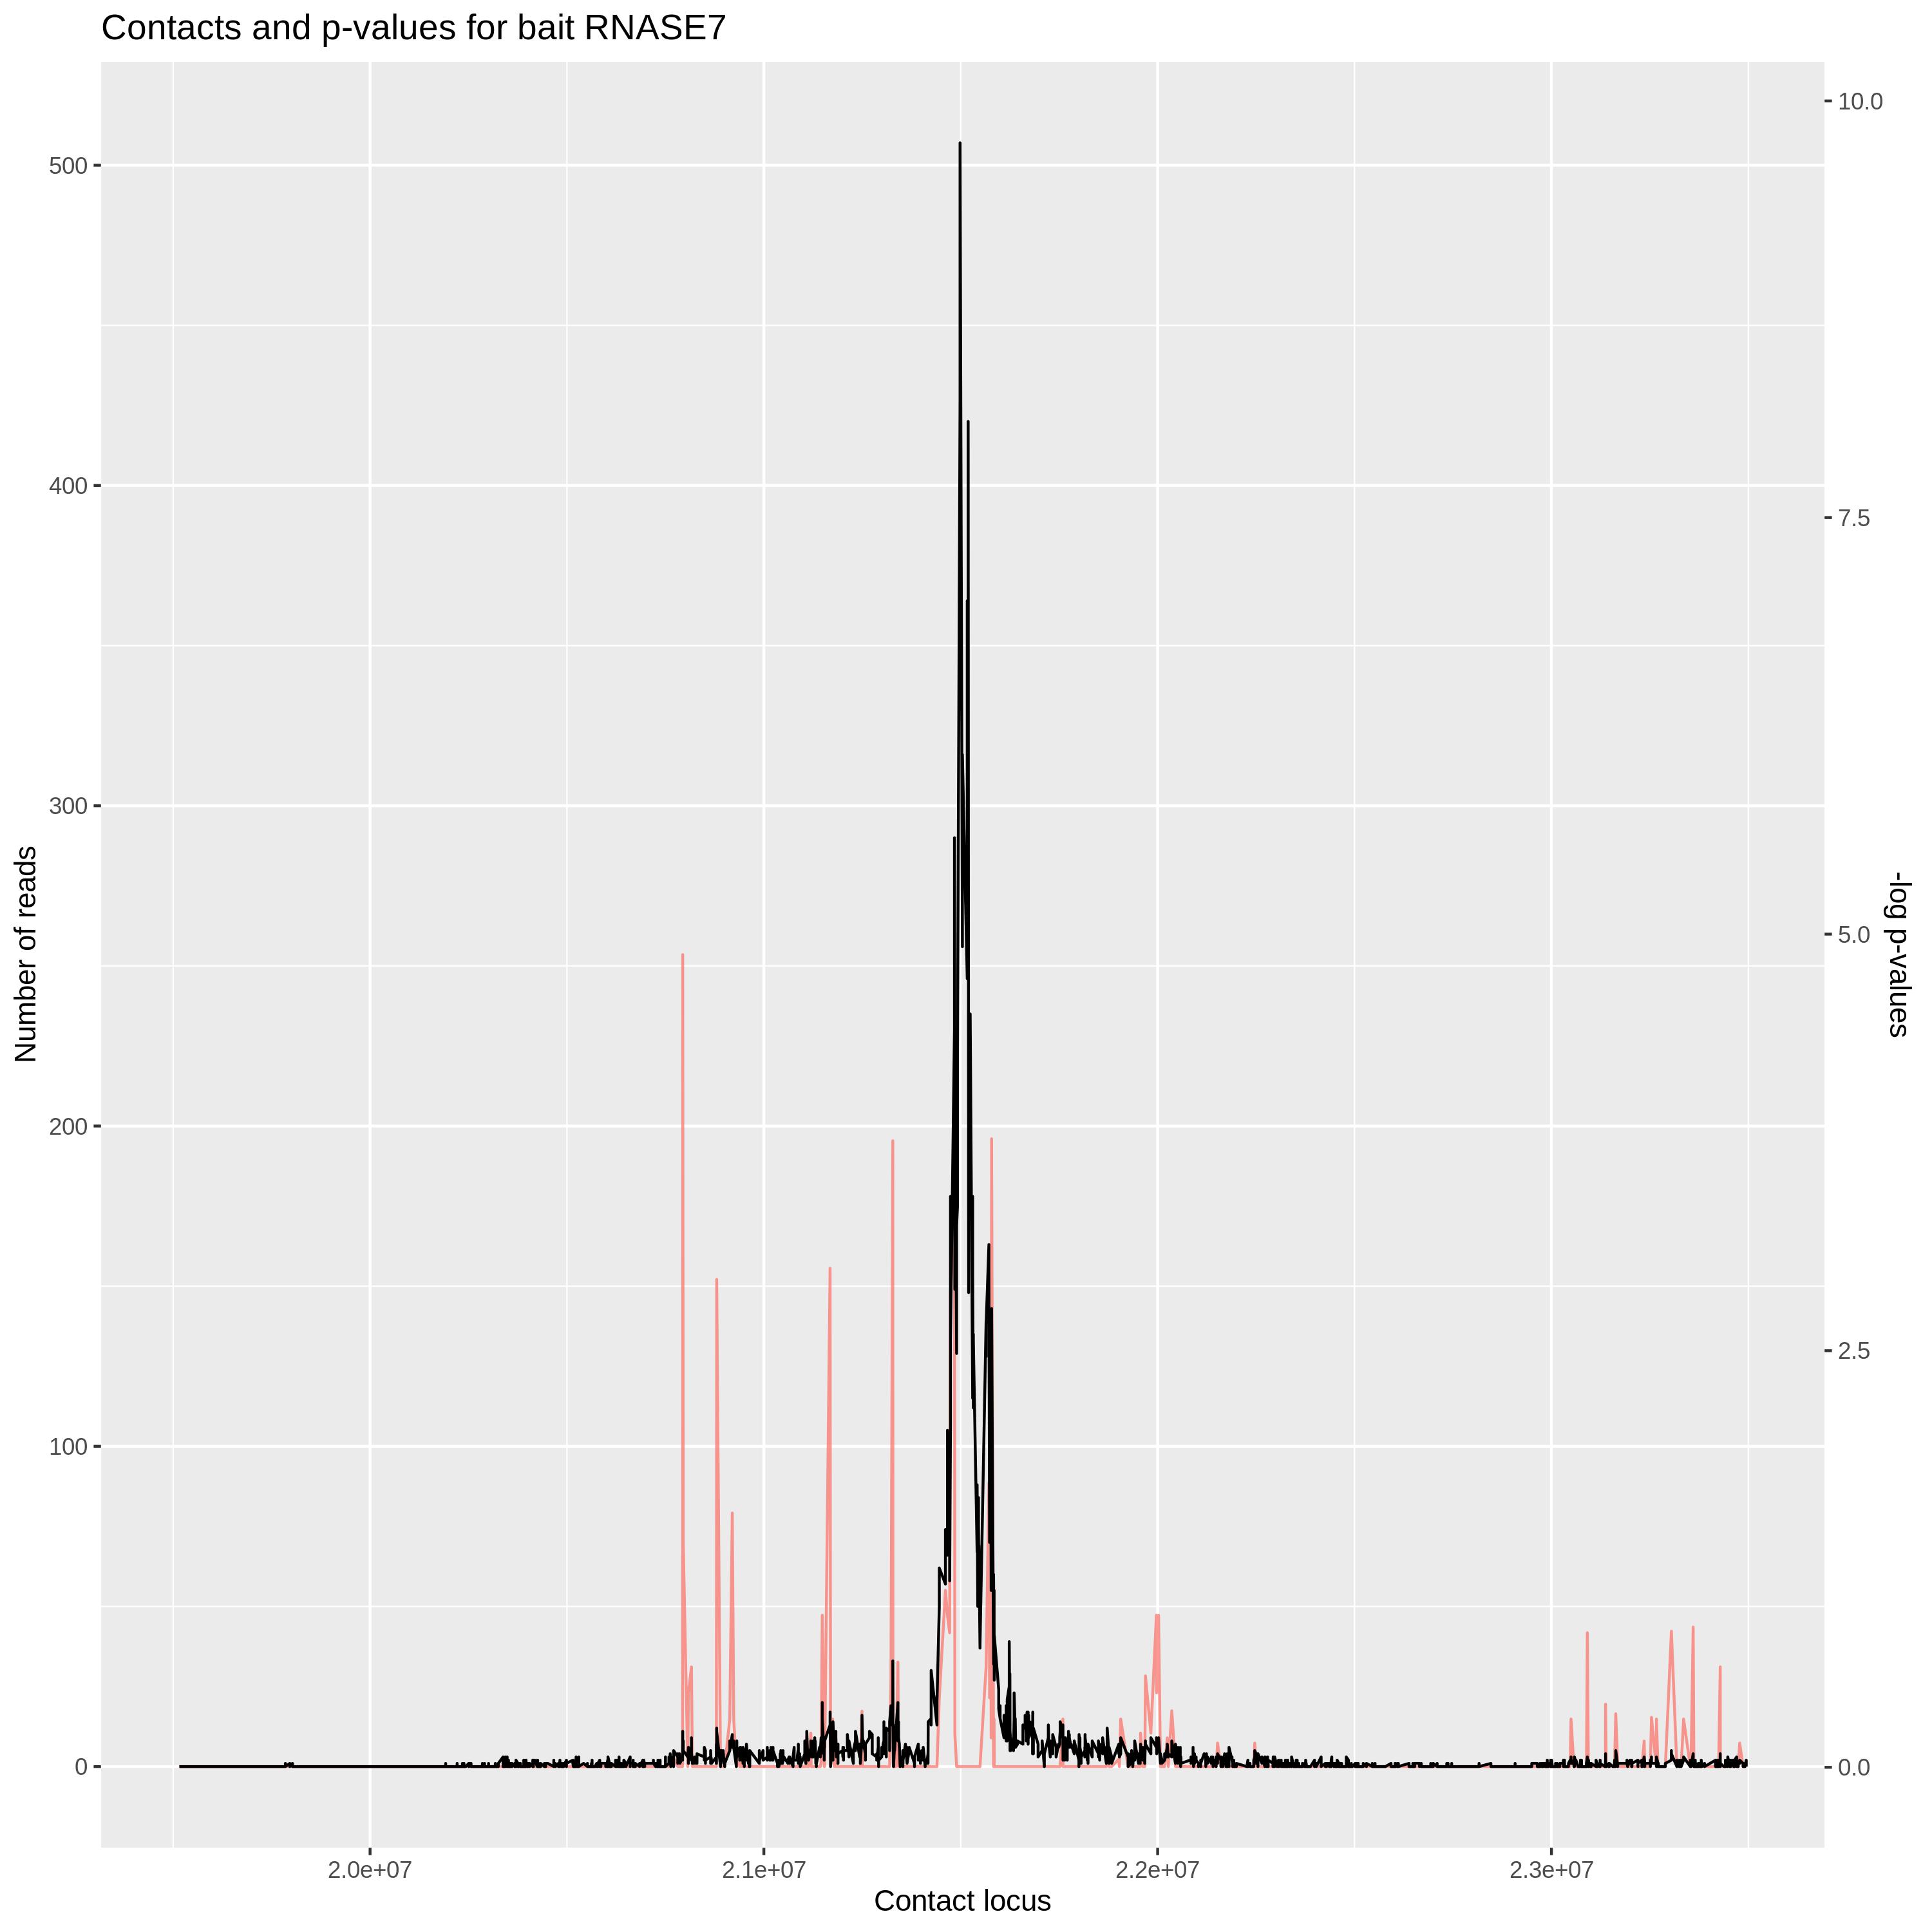 Contacts and p-values for bait RNASE7
500
400
300
200
100
0
Number of reads
10.0
7.5
5.0
2.5
0.0
-log p-values
2.0e+07
2.1e+07
2.2e+07
2.3e+07
Contact locus